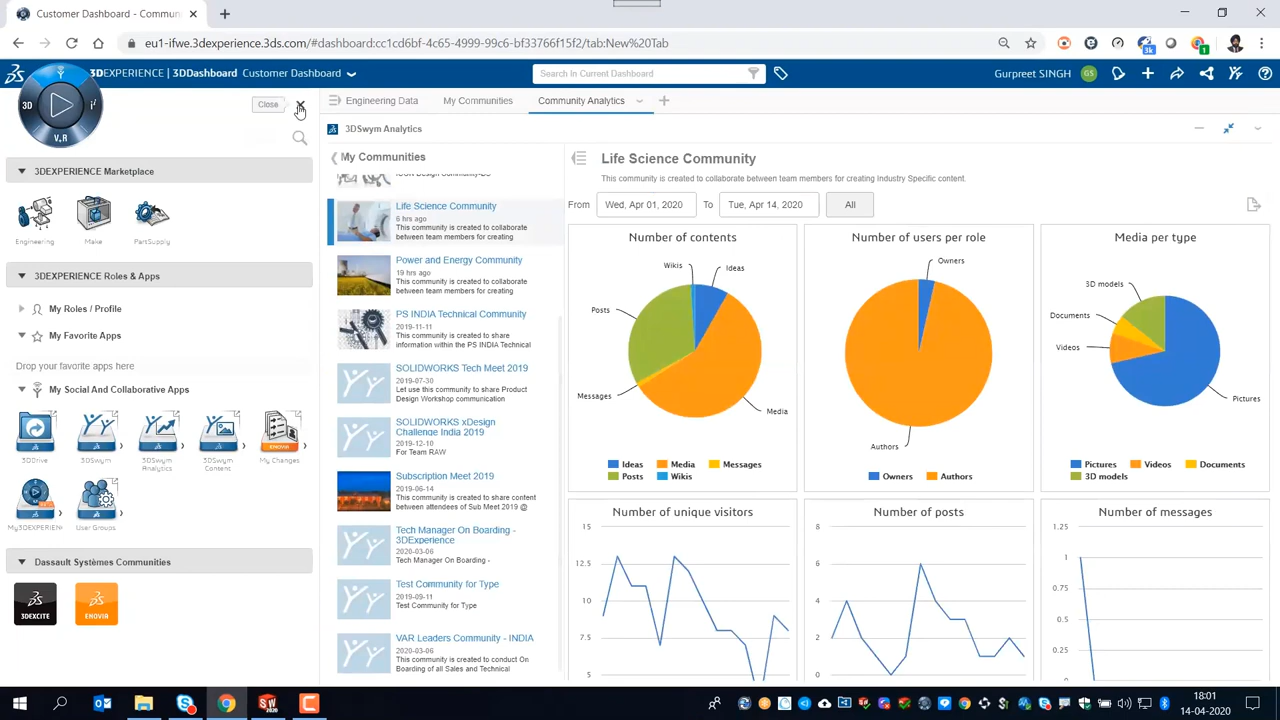 Customer Dashboard - Custome
eu1-ifwe.3dexperience.3ds.com/#dashboard:cc1cd6bf-4c65-4999-99c6-bf33766f15f2/tab:New%20Tab
3k
1
3DEXPERIENCE | 3DDashboard Customer Dashboard
Search In Current Dashboard
Gurpreet SINGH
GS
3D
V.R
Close
Engineering Data
My Communities
Community Analytics
3DSwym Analytics
3DEXPERIENCE Marketplace
Engineering
Make
PartSupply
3DEXPERIENCE Roles & Apps
My Roles / Profile
My Favorite Apps
Drop your favorite apps here
My Social And Collaborative Apps
3DDrive
3DSwym
3DSwym Analytics
3DSwym Content
My Changes
ENOVIA
My3DEXPERIEN
User Groups
Dassault Systèmes Communities
3DEXCITE
ENOVIA
My Communities
Life Science Community
6 hrs ago
This community is created to collaborate
between team members for creating
Power and Energy Community
19 hrs ago
This community is created to collaborate
between team members for creating
PS INDIA Technical Community
2019-11-11
This community is created to share
information within the PS INDIA Technical
SOLIDWORKS Tech Meet 2019
2019-07-30
Let use this community to share Product
Design Workshop communication
SOLIDWORKS xDesign
Challenge India 2019
2019-12-10
For Team RAW
Subscription Meet 2019
2019-06-14
This community is created to share content
between attendees of Sub Meet 2019 @
Tech Manager On Boarding -
3DExperience
2020-03-06
Tech Manager On Boarding -
Test Community for Type
2019-09-11
Test Community for Type
VAR Leaders Community - INDIA
2020-03-06
This community is created to conduct On
Boarding of all Sales and Technical
Life Science Community
This community is created to collaborate between team members for creating Industry Specific content.
From
Wed, Apr 01, 2020
To
Tue, Apr 14, 2020
All
Number of contents
Wikis
Ideas
Posts
Messages
Media
Ideas Media Messages
Posts Wikis
Number of users per role
Owners
Authors
Owners Authors
Media per type
3D models
Documents
Videos
Pictures
Pictures Videos Documents
3D models
Number of unique visitors
15
12.5
10
7.5
5
Number of posts
8
6
4
2
0
Number of messages
1.25
1
0.75
0.5
0.25
0
SW
2020
18:01
14-04-2020